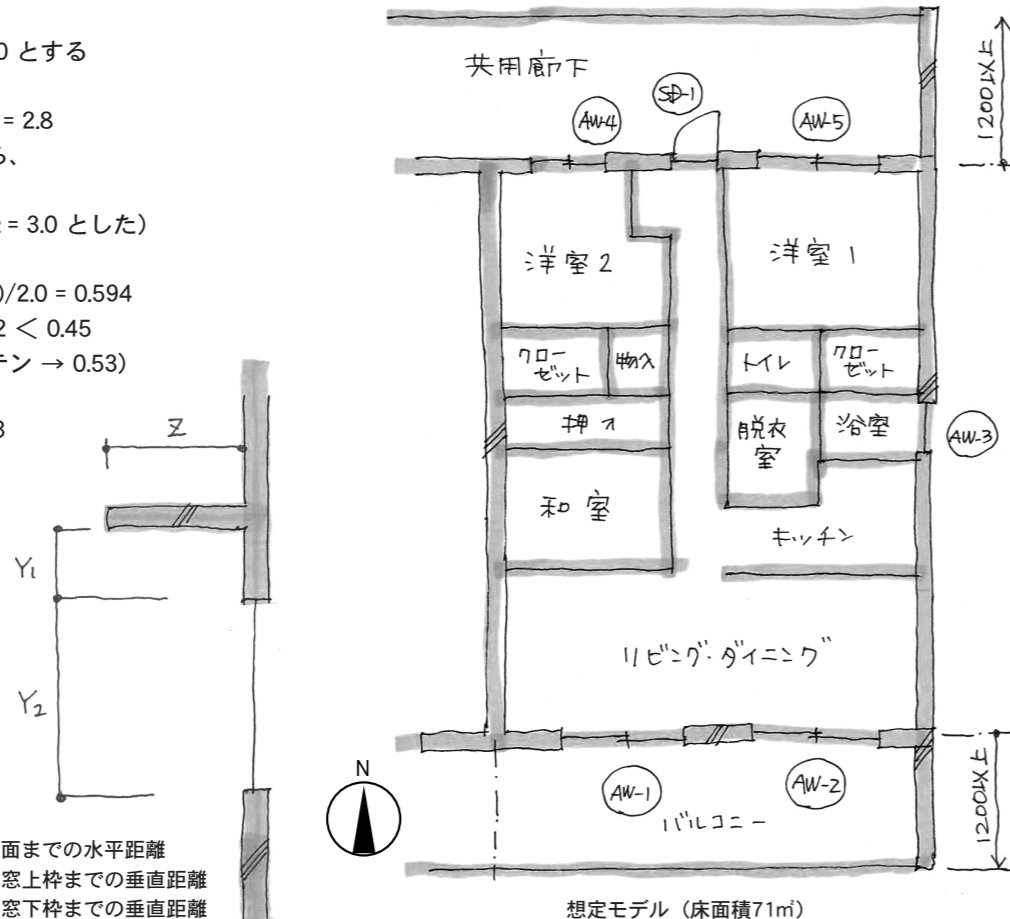 0 とする
= 2.8
ら、
= 3.0 とした）
)/2.0 = 0.594
2 ＜ 0.45
テン → 0.53）
3
Z
Y1
Y2
面までの水平距離
窓上枠までの垂直距離
窓下枠までの垂直距離
N
共用廊下
SD-1
AW-4
AW-5
1200以上
洋室2
洋室1
クロー
ゼット
物入
トイレ
クロー
ゼット
押入
脱衣
室
浴室
AW-3
和室
キッチン
リビング・ダイニング
AW-1
AW-2
バルコニー
1200以上
想定モデル（床面積71㎡）